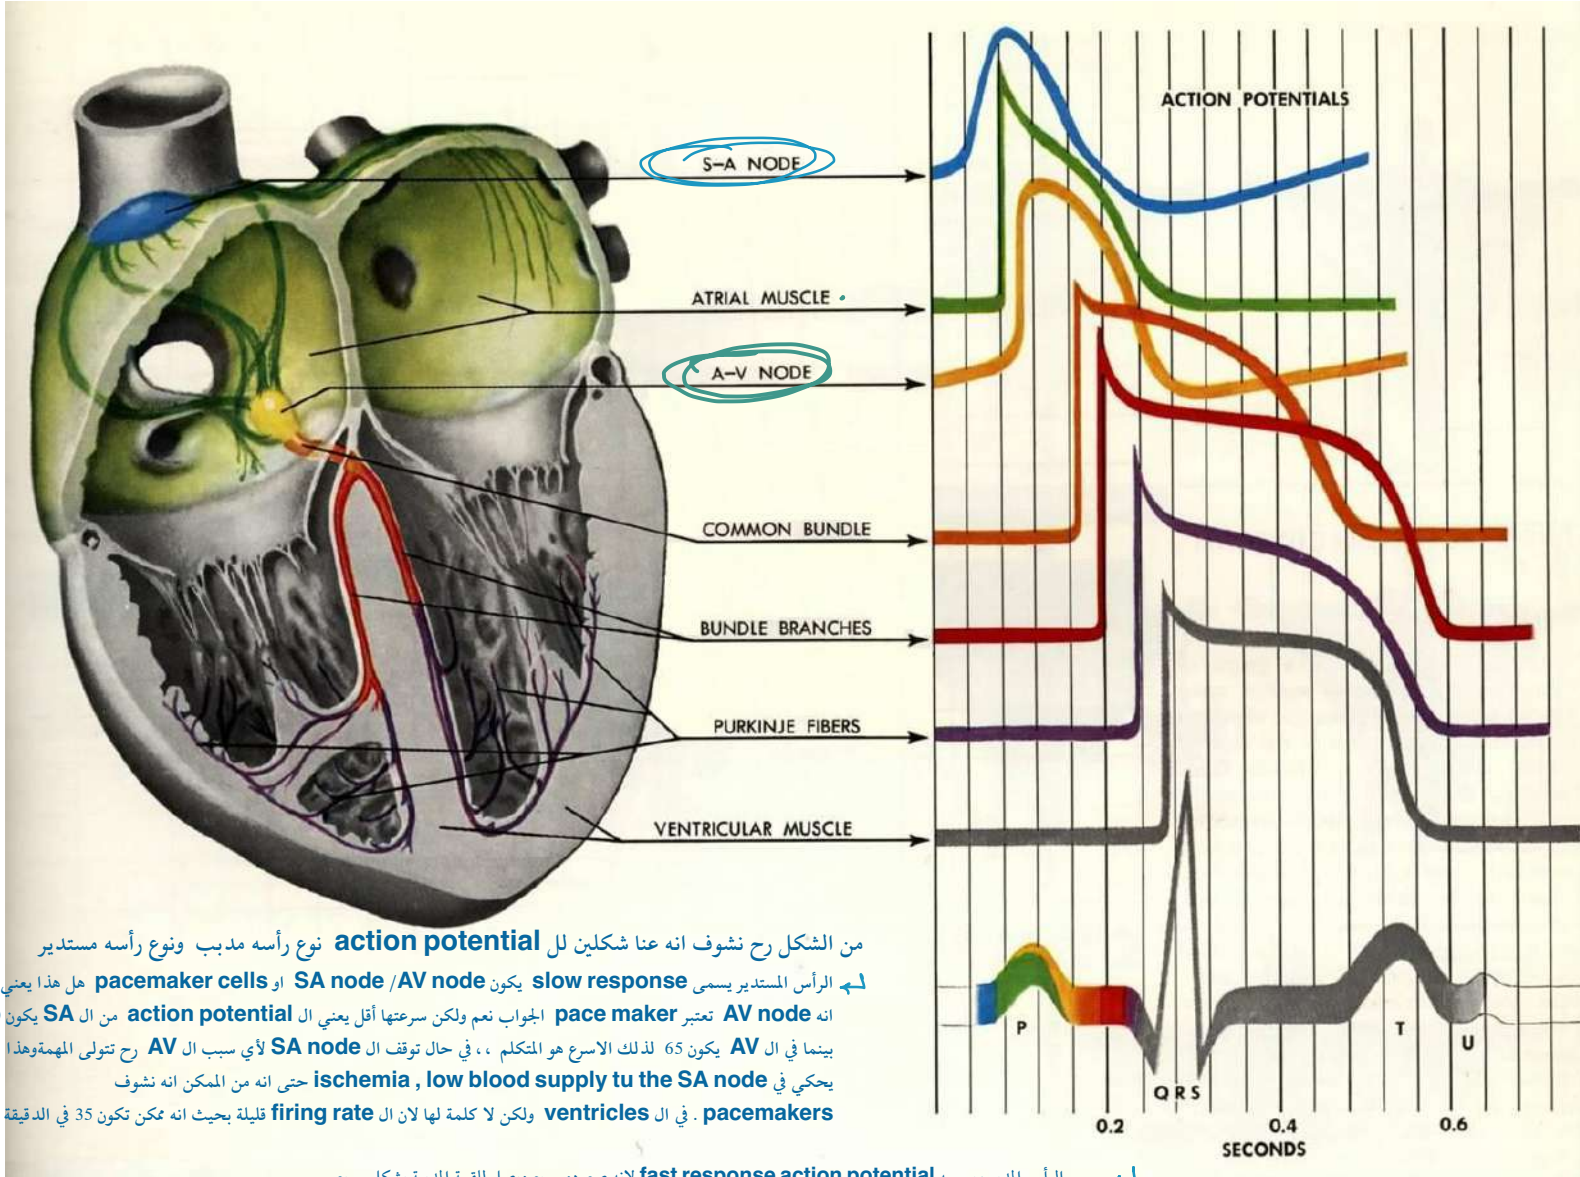 ACTION POTENTIALS
S–A NODE
ATRIAL MUSCLE
A–V NODE
COMMON BUNDLE
BUNDLE BRANCHES
PURKINJE FIBERS
VENTRICULAR MUSCLE
P
QRS
T
U
0.2
0.4
0.6
SECONDS
من الشكل رح نشوف انه عنا شكلين لل action potential نوع رأسه مدبب ونوع رأسه مستدير
الرأس المستدير يسمى slow response يكون SA node /AV node او pacemaker cells هل هذا يعني
انه AV node تعتبر pace maker الجواب نعم ولكن سرعتها أقل يعني ال action potential من ال SA يكون
بينما في ال AV يكون 65 لذلك الاسرع هو المتكلم ،، في حال توقف ال SA node لأي سبب ال AV رح تتولى المهمةوهذا
يحكي في ischemia , low blood supply tu the SA node حتى انه من الممكن انه نشوف
pacemakers . في ال ventricles ولكن لا كلمة لها لان ال firing rate قليلة بحيث انه ممكن تكون 35 في الدقيقة
fast response action potential